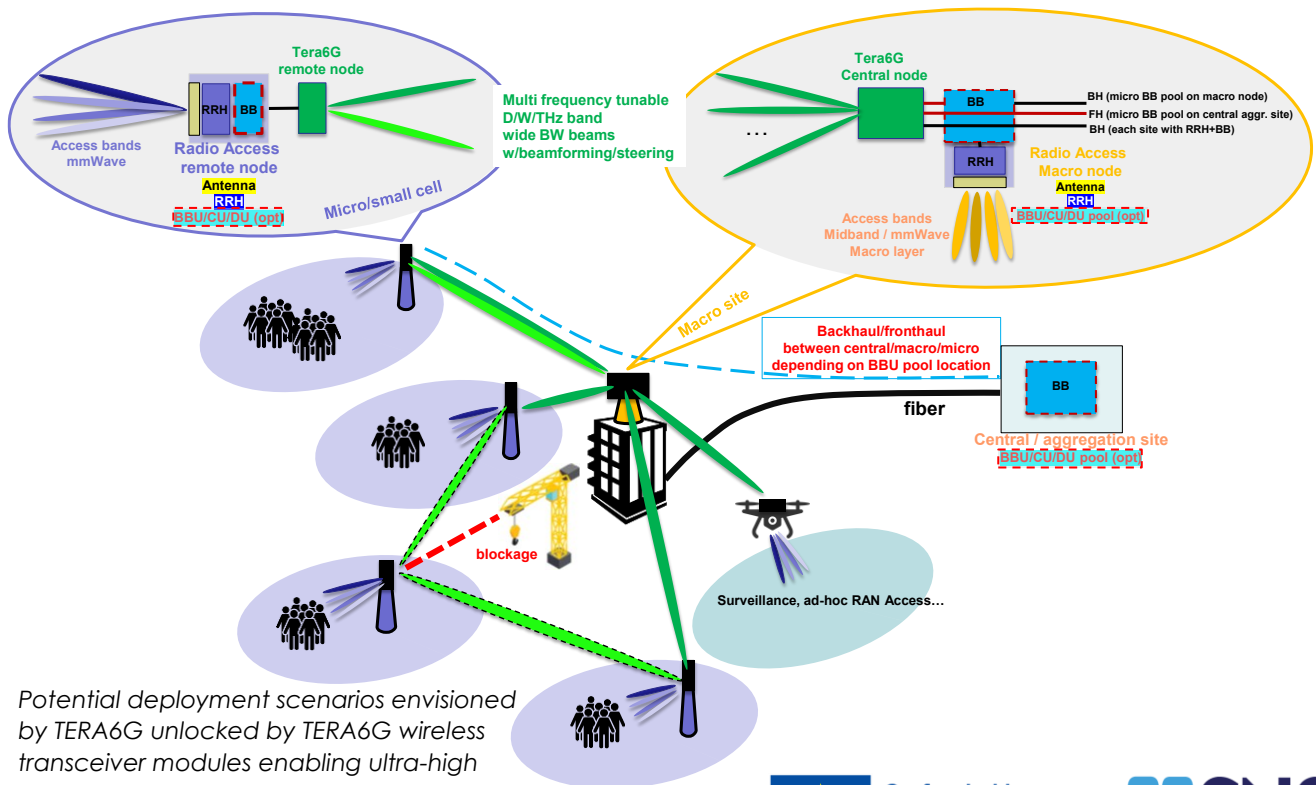 Tera6G
remote node
RRH
BB
Access bands
mmWave
Radio Access
remote node
Antenna
RRH
BBU/CU/DU (opt)
Micro/small cell
Multi frequency tunable
D/W/THz band
wide BW beams
w/beamforming/steering
Tera6G
Central node
...
BB
BH (micro BB pool on macro node)
FH (micro BB pool on central aggr. site)
BH (each site with RRH+BB)
RRH
Radio Access
Macro node
Antenna
RRH
BBU/CU/DU pool (opt)
Access bands
Midband / mmWave
Macro layer
Macro site
Backhaul/fronthaul
between central/macro/micro
depending on BBU pool location
BB
fiber
Central / aggregation site
BBU/CU/DU pool (opt)
blockage
Surveillance, ad-hoc RAN Access...
Potential deployment scenarios envisioned
by TERA6G unlocked by TERA6G wireless
transceiver modules enabling ultra-high